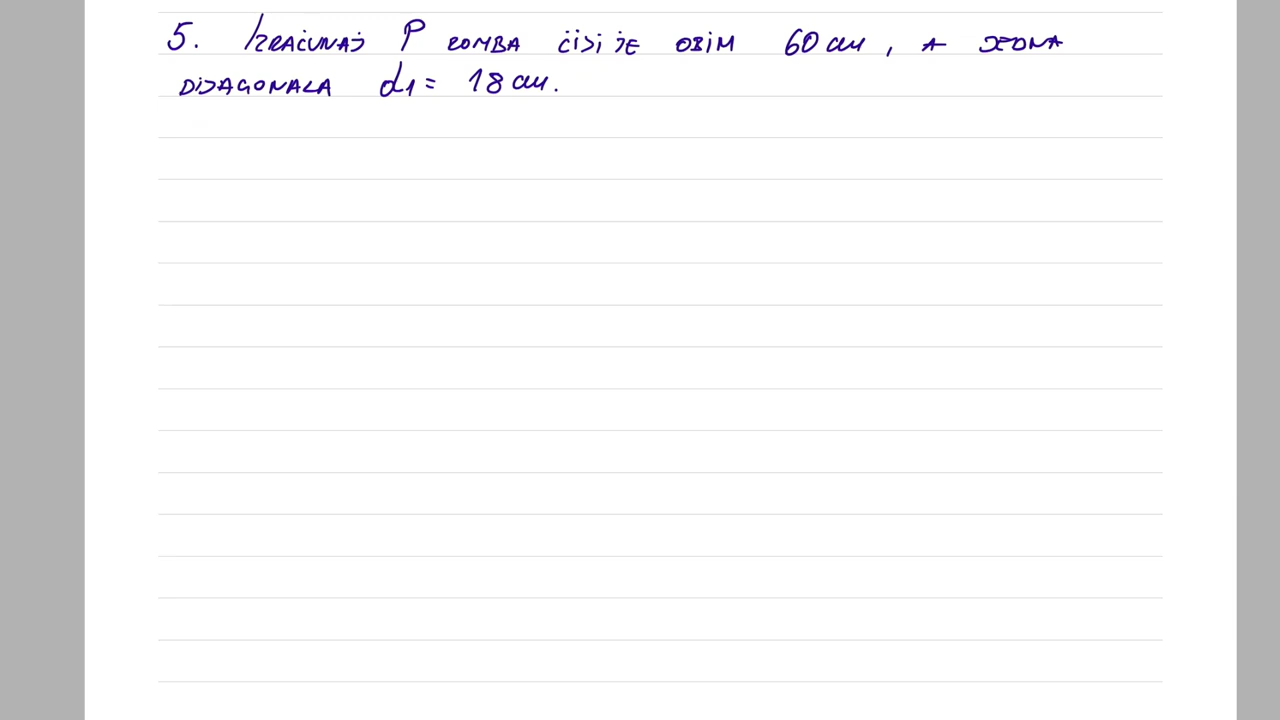 5. IZRAČUNAJ P ROMBA ČIJI JE OBIM 60 cm, A JEDNA
DIJAGONALA d₁ = 18 cm.